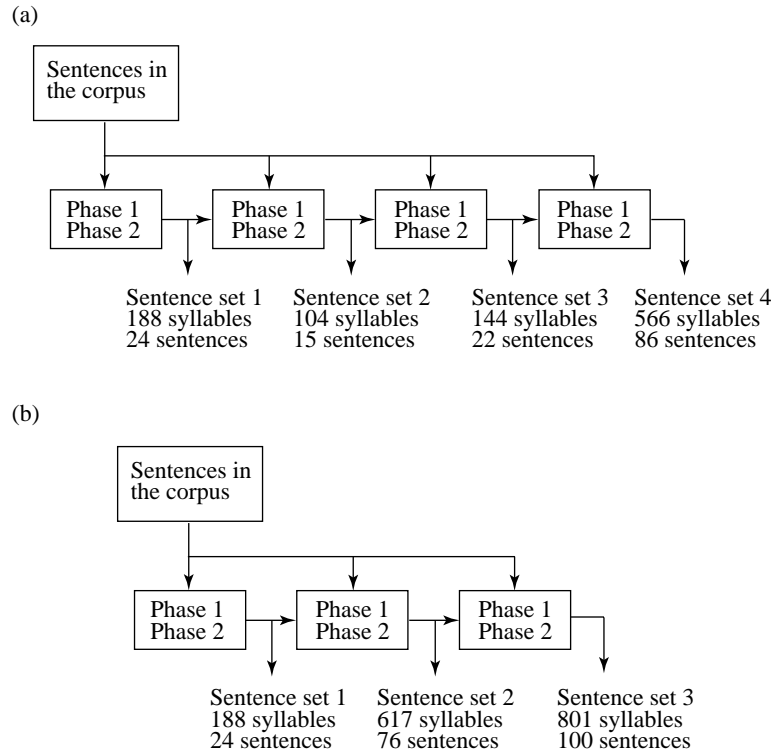 (a)
Sentences in
the corpus
Phase 1
Phase 2
Phase 1
Phase 2
Phase 1
Phase 2
Phase 1
Phase 2
Sentence set 1
188 syllables
24 sentences
Sentence set 2
104 syllables
15 sentences
Sentence set 3
144 syllables
22 sentences
Sentence set 4
566 syllables
86 sentences
(b)
Sentences in
the corpus
Phase 1
Phase 2
Phase 1
Phase 2
Phase 1
Phase 2
Sentence set 1
188 syllables
24 sentences
Sentence set 2
617 syllables
76 sentences
Sentence set 3
801 syllables
100 sentences